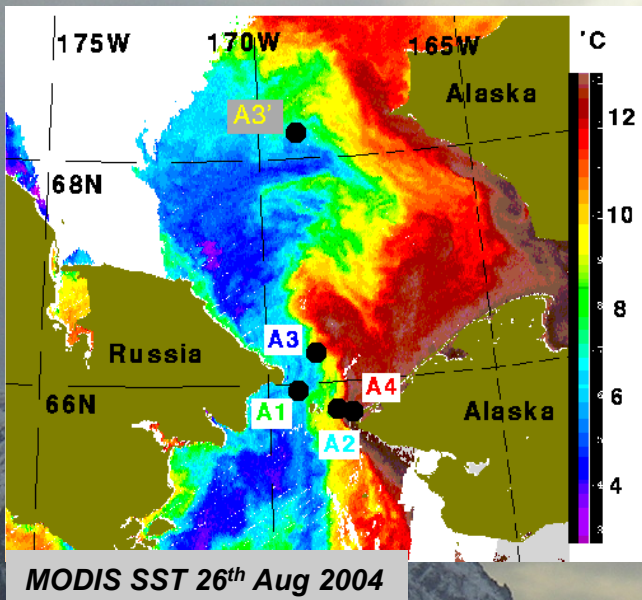 175W 170W 165W °C
Alaska
12
A3'
68N
10
8
A3
Russia
A4
66N
A1
Alaska
6
A2
4
MODIS SST 26th Aug 2004